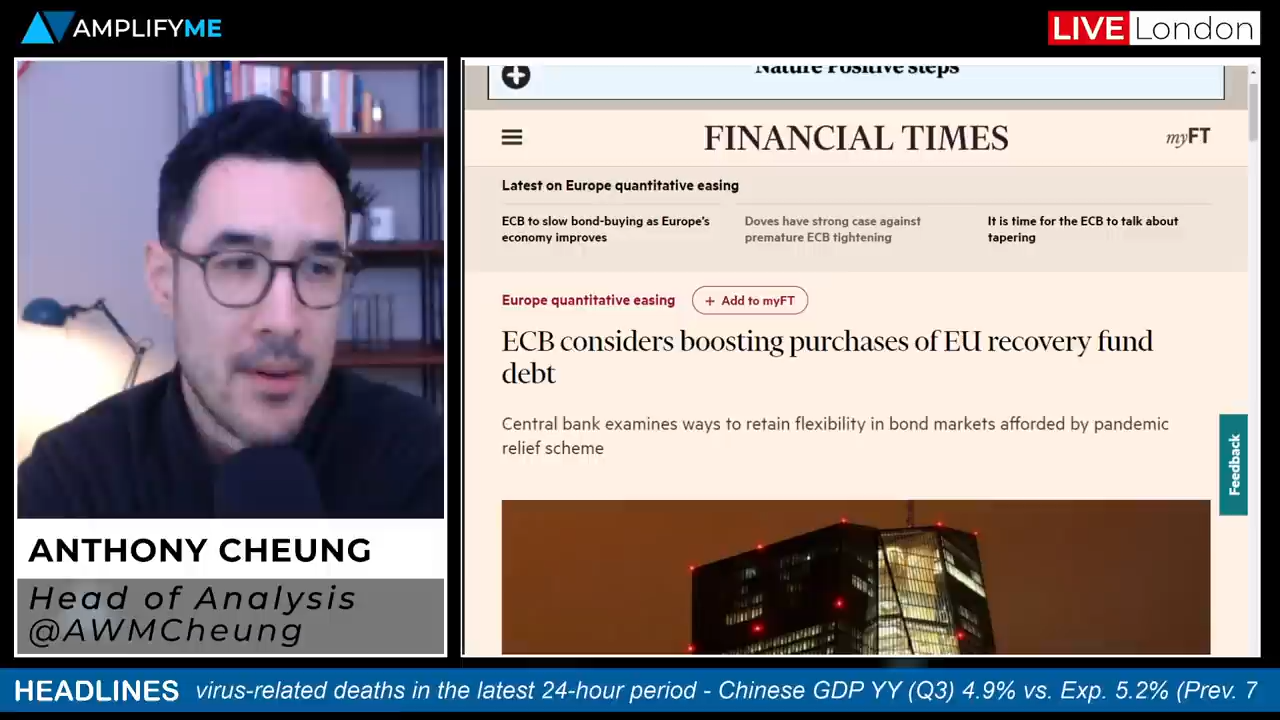 AMPLIFYME
LIVE London
Nature Positive steps
FINANCIAL TIMES
myFT
Latest on Europe quantitative easing
ECB to slow bond-buying as Europe's
economy improves
Doves have strong case against
premature ECB tightening
It is time for the ECB to talk about
tapering
Europe quantitative easing
+ Add to myFT
ECB considers boosting purchases of EU recovery fund
debt
Central bank examines ways to retain flexibility in bond markets afforded by pandemic
relief scheme
Feedback
ANTHONY CHEUNG
Head of Analysis
@AWMCheung
HEADLINES virus-related deaths in the latest 24-hour period - Chinese GDP YY (Q3) 4.9% vs. Exp. 5.2% (Prev. 7